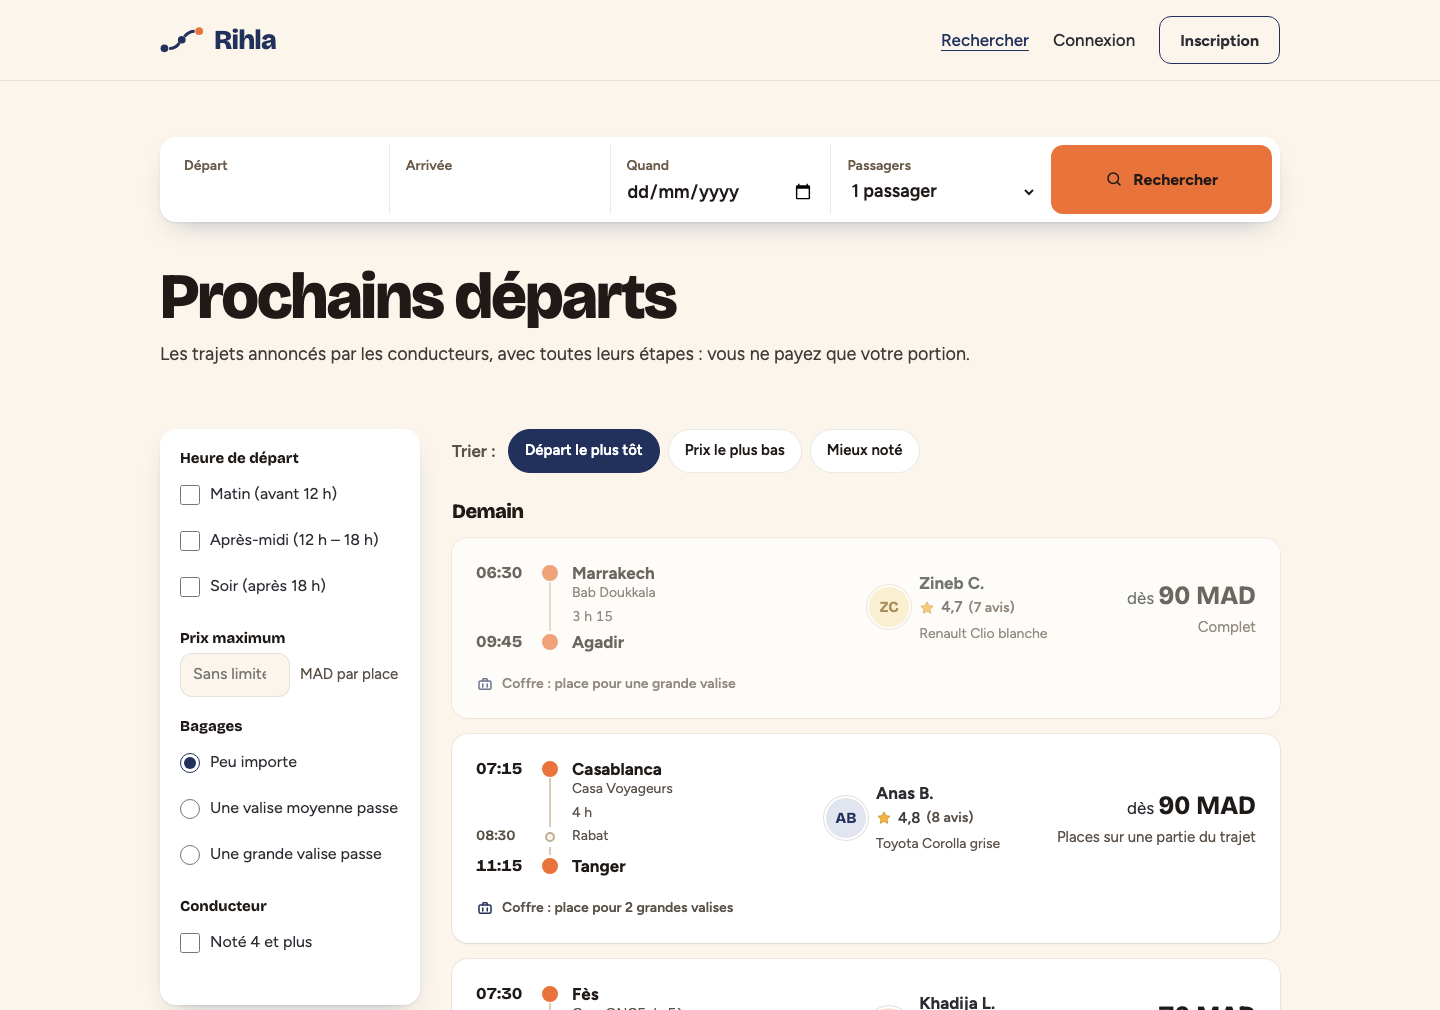 Rihla
Rechercher
Connexion
Inscription
Départ
Arrivée
Quand
dd/mm/yyyy
Passagers
1 passager
Rechercher
Prochains départs
Les trajets annoncés par les conducteurs, avec toutes leurs étapes : vous ne payez que votre portion.
Heure de départ
Matin (avant 12 h)
Après-midi (12 h – 18 h)
Soir (après 18 h)
Prix maximum
Sans limite MAD par place
Bagages
Peu importe
Une valise moyenne passe
Une grande valise passe
Conducteur
Noté 4 et plus
Trier :
Départ le plus tôt
Prix le plus bas
Mieux noté
Demain
06:30 Marrakech
Bab Doukkala
3 h 15
09:45 Agadir
Coffre : place pour une grande valise
ZC
Zineb C.
4,7 (7 avis)
Renault Clio blanche
dès 90 MAD
Complet
07:15 Casablanca
Casa Voyageurs
4 h
08:30 Rabat
11:15 Tanger
Coffre : place pour 2 grandes valises
AB
Anas B.
4,8 (8 avis)
Toyota Corolla grise
dès 90 MAD
Places sur une partie du trajet
07:30 Fès
Khadija L.